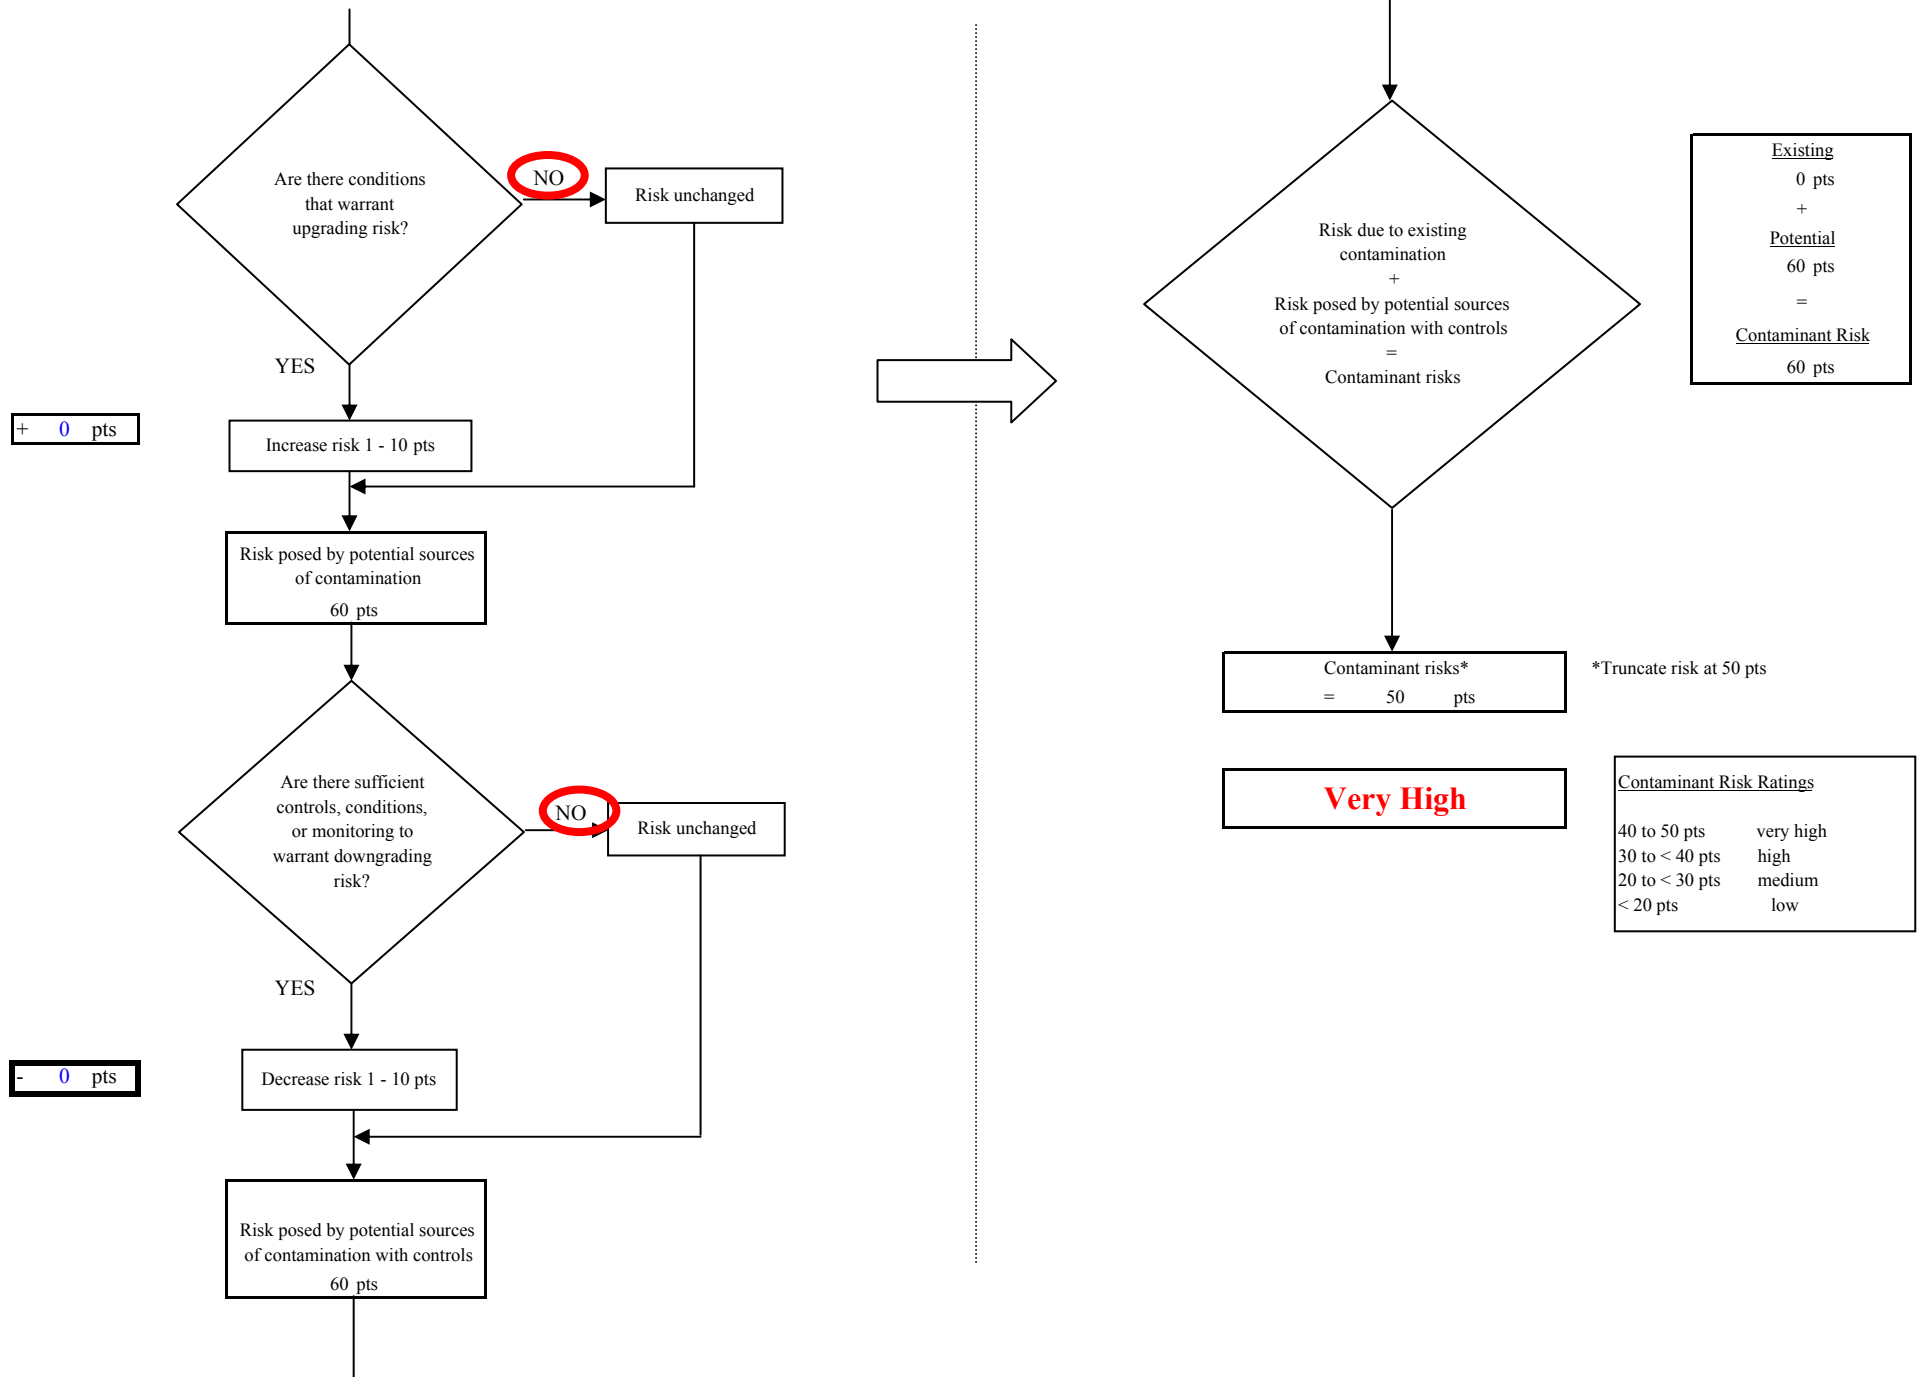 Are there conditions
that warrant
upgrading risk?
NO
Risk unchanged
YES
+ 0 pts
Increase risk 1 - 10 pts
Risk posed by potential sources
of contamination
60 pts
Are there sufficient
controls, conditions,
or monitoring to
warrant downgrading
risk?
NO
Risk unchanged
YES
- 0 pts
Decrease risk 1 - 10 pts
Risk posed by potential sources
of contamination with controls
60 pts
Risk due to existing
contamination
+
Risk posed by potential sources
of contamination with controls
=
Contaminant risks
Existing
0 pts
+
Potential
60 pts
=
Contaminant Risk
60 pts
Contaminant risks*
= 50 pts
*Truncate risk at 50 pts
Very High
Contaminant Risk Ratings
40 to 50 pts very high
30 to < 40 pts high
20 to < 30 pts medium
< 20 pts low